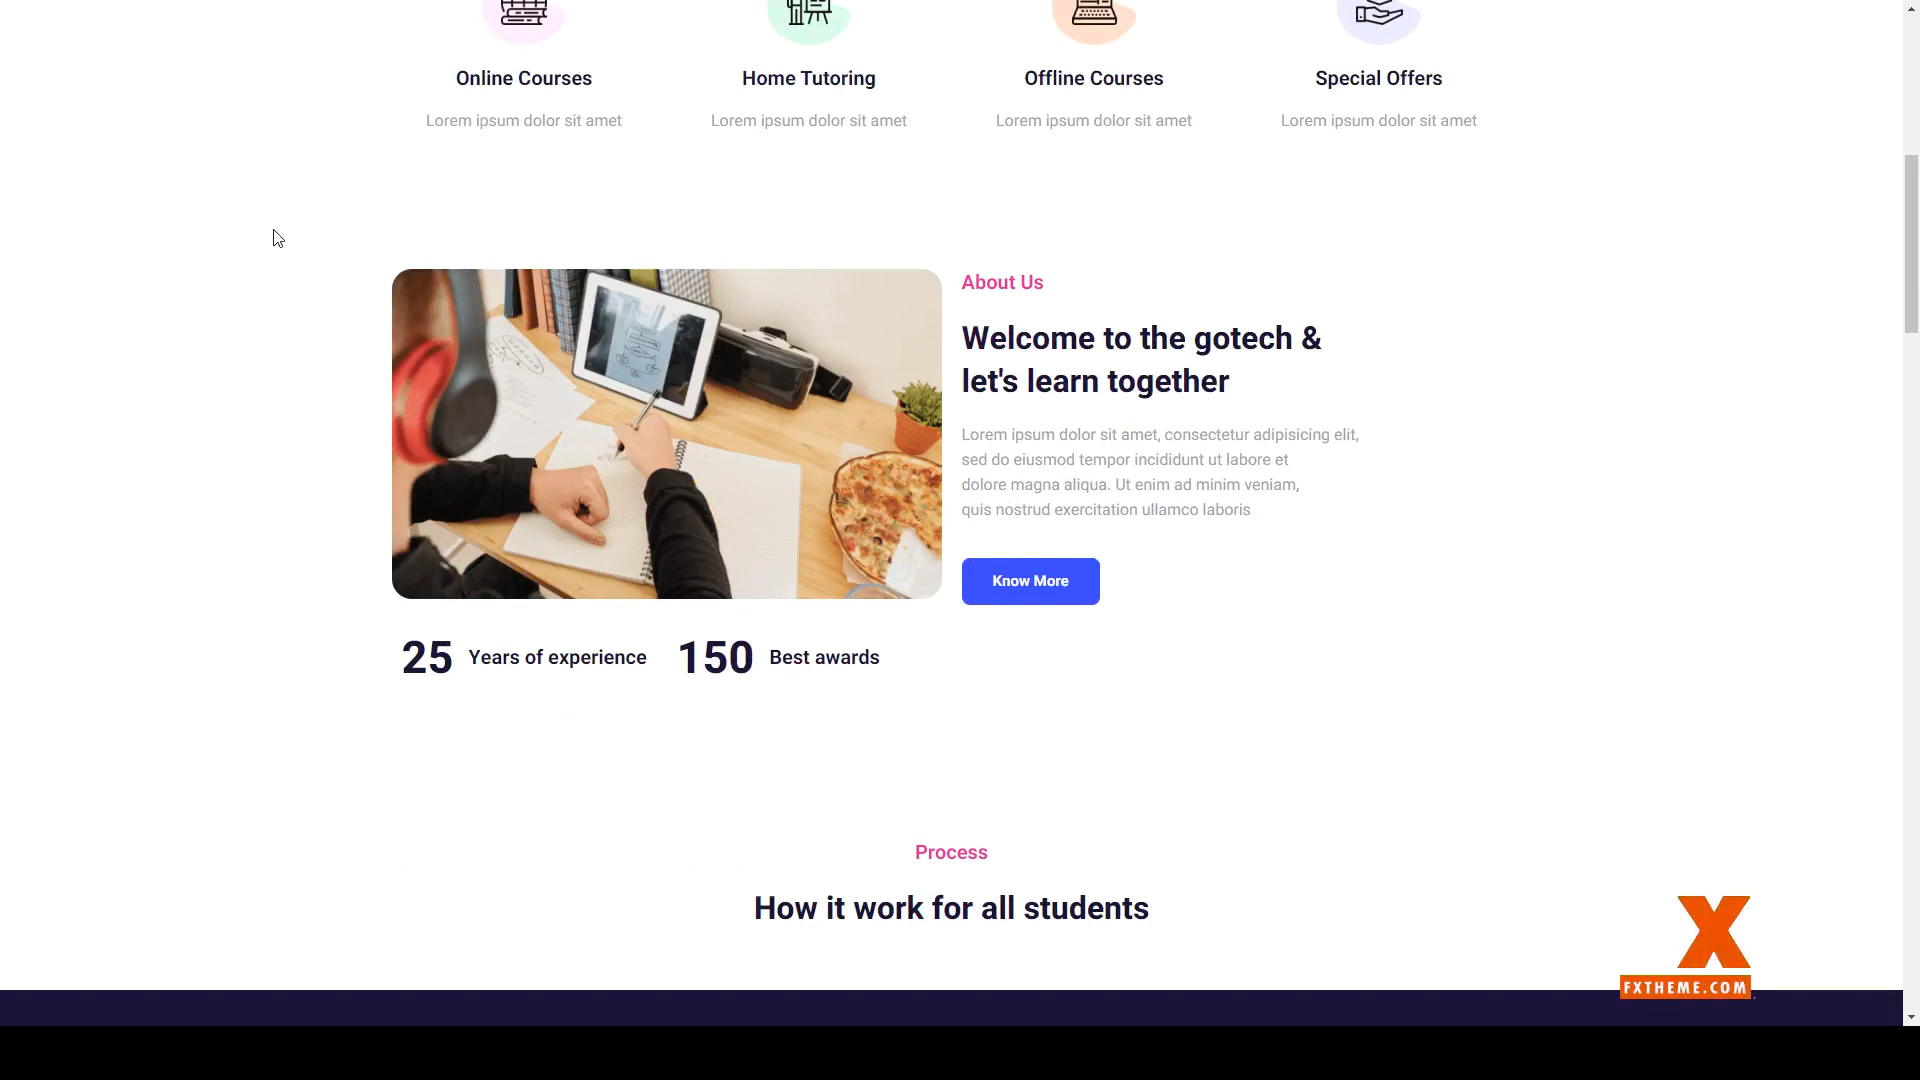 Online Courses
Home Tutoring
Offline Courses
Special Offers
Lorem ipsum dolor sit amet
Lorem ipsum dolor sit amet
Lorem ipsum dolor sit amet
Lorem ipsum dolor sit amet
About Us
Welcome to the gotech &
let's learn together
Lorem ipsum dolor sit amet, consectetur adipisicing elit,
sed do eiusmod tempor incididunt ut labore et
dolore magna aliqua. Ut enim ad minim veniam,
quis nostrud exercitation ullamco laboris
Know More
25 Years of experience
150 Best awards
Process
How it work for all students
X
FXTHEME.COM